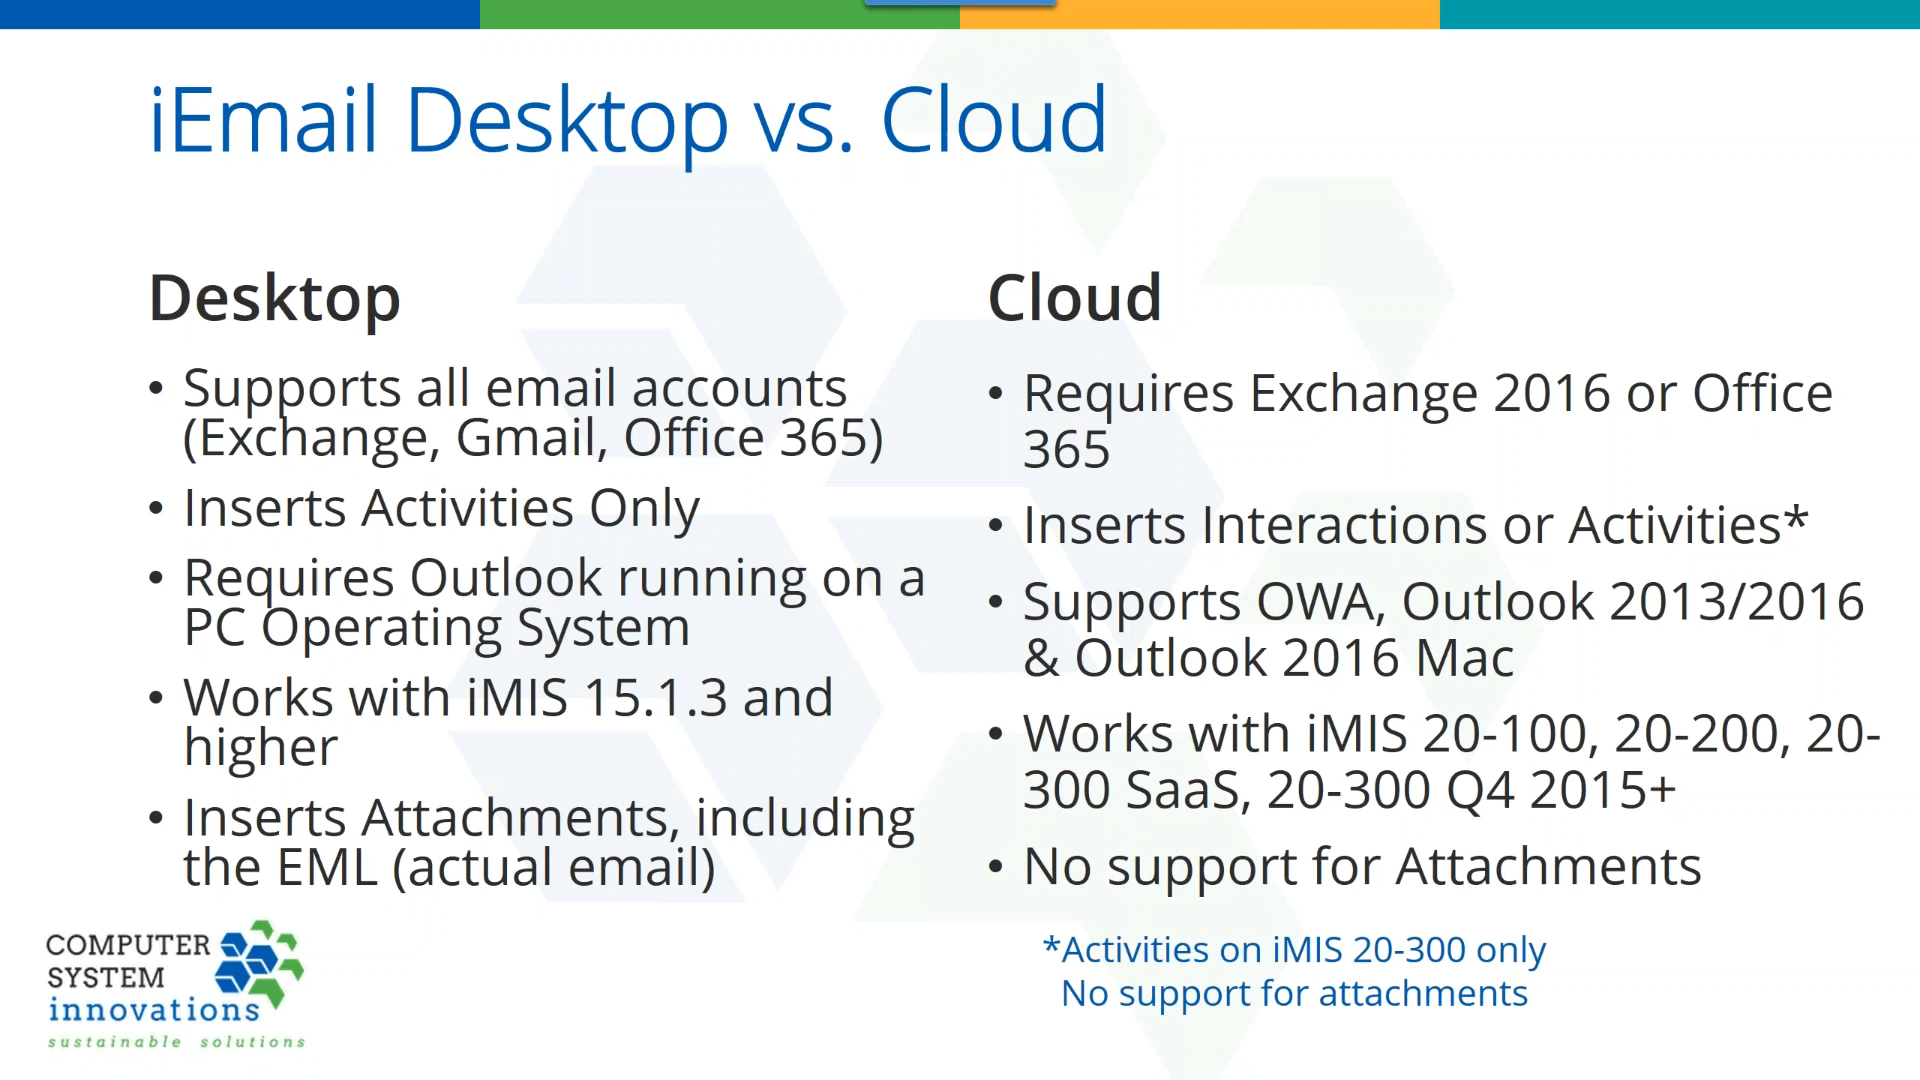 iEmail Desktop vs. Cloud
Desktop
• Supports all email accounts
(Exchange, Gmail, Office 365)
• Inserts Activities Only
• Requires Outlook running on a
PC Operating System
• Works with iMIS 15.1.3 and
higher
• Inserts Attachments, including
the EML (actual email)
Cloud
• Requires Exchange 2016 or Office
365
• Inserts Interactions or Activities*
• Supports OWA, Outlook 2013/2016
& Outlook 2016 Mac
• Works with iMIS 20-100, 20-200, 20-
300 SaaS, 20-300 Q4 2015+
• No support for Attachments
*Activities on iMIS 20-300 only
No support for attachments
COMPUTER
SYSTEM
innovations
sustainable solutions